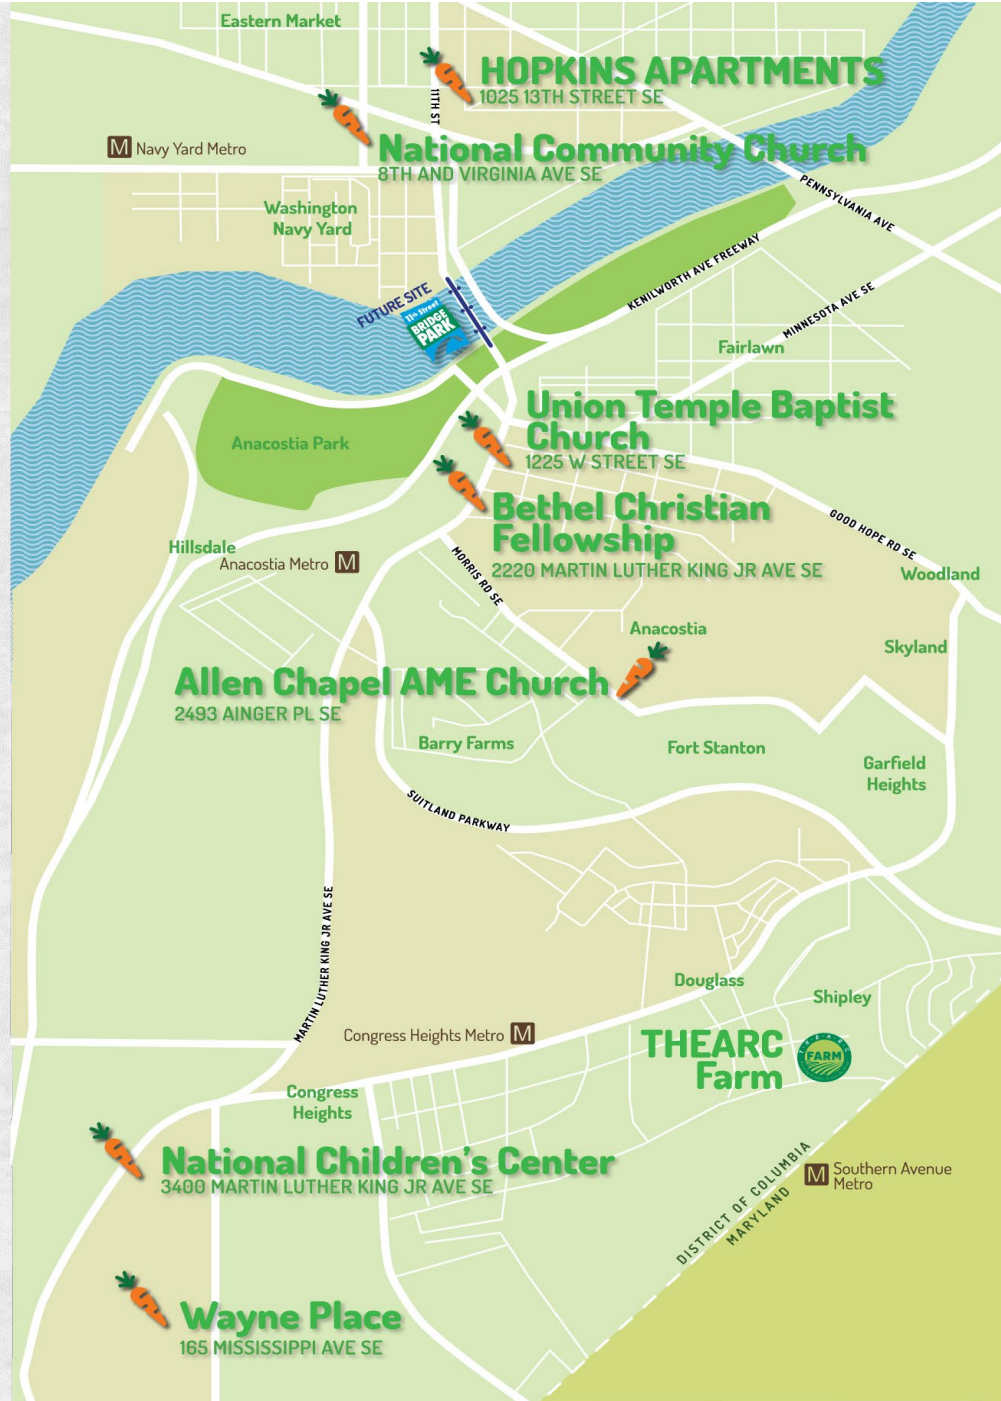 Eastern Market
HOPKINS APARTMENTS
1025 13TH STREET SE
11TH ST
National Community Church
8TH AND VIRGINIA AVE SE
M Navy Yard Metro
PENNSYLVANIA AVE
Washington
Navy Yard
KENILWORTH AVE FREEWAY
FUTURE SITE
11th Street
BRIDGE
PARK
MINNESOTA AVE SE
Fairlawn
Union Temple Baptist
Church
1225 W STREET SE
Anacostia Park
Bethel Christian
Fellowship
2220 MARTIN LUTHER KING JR AVE SE
GOOD HOPE RD SE
Hillsdale
Anacostia Metro M
MORRIS RD SE
Woodland
Anacostia
Skyland
Allen Chapel AME Church
2493 AINGER PL SE
Barry Farms
Fort Stanton
Garfield
Heights
SUITLAND PARKWAY
MARTIN LUTHER KING JR AVE SE
Douglass
Shipley
Congress Heights Metro M
THEARC
Farm
THEARC
FARM
Congress
Heights
National Children's Center
3400 MARTIN LUTHER KING JR AVE SE
DISTRICT OF COLUMBIA
MARYLAND
M Southern Avenue
Metro
Wayne Place
165 MISSISSIPPI AVE SE